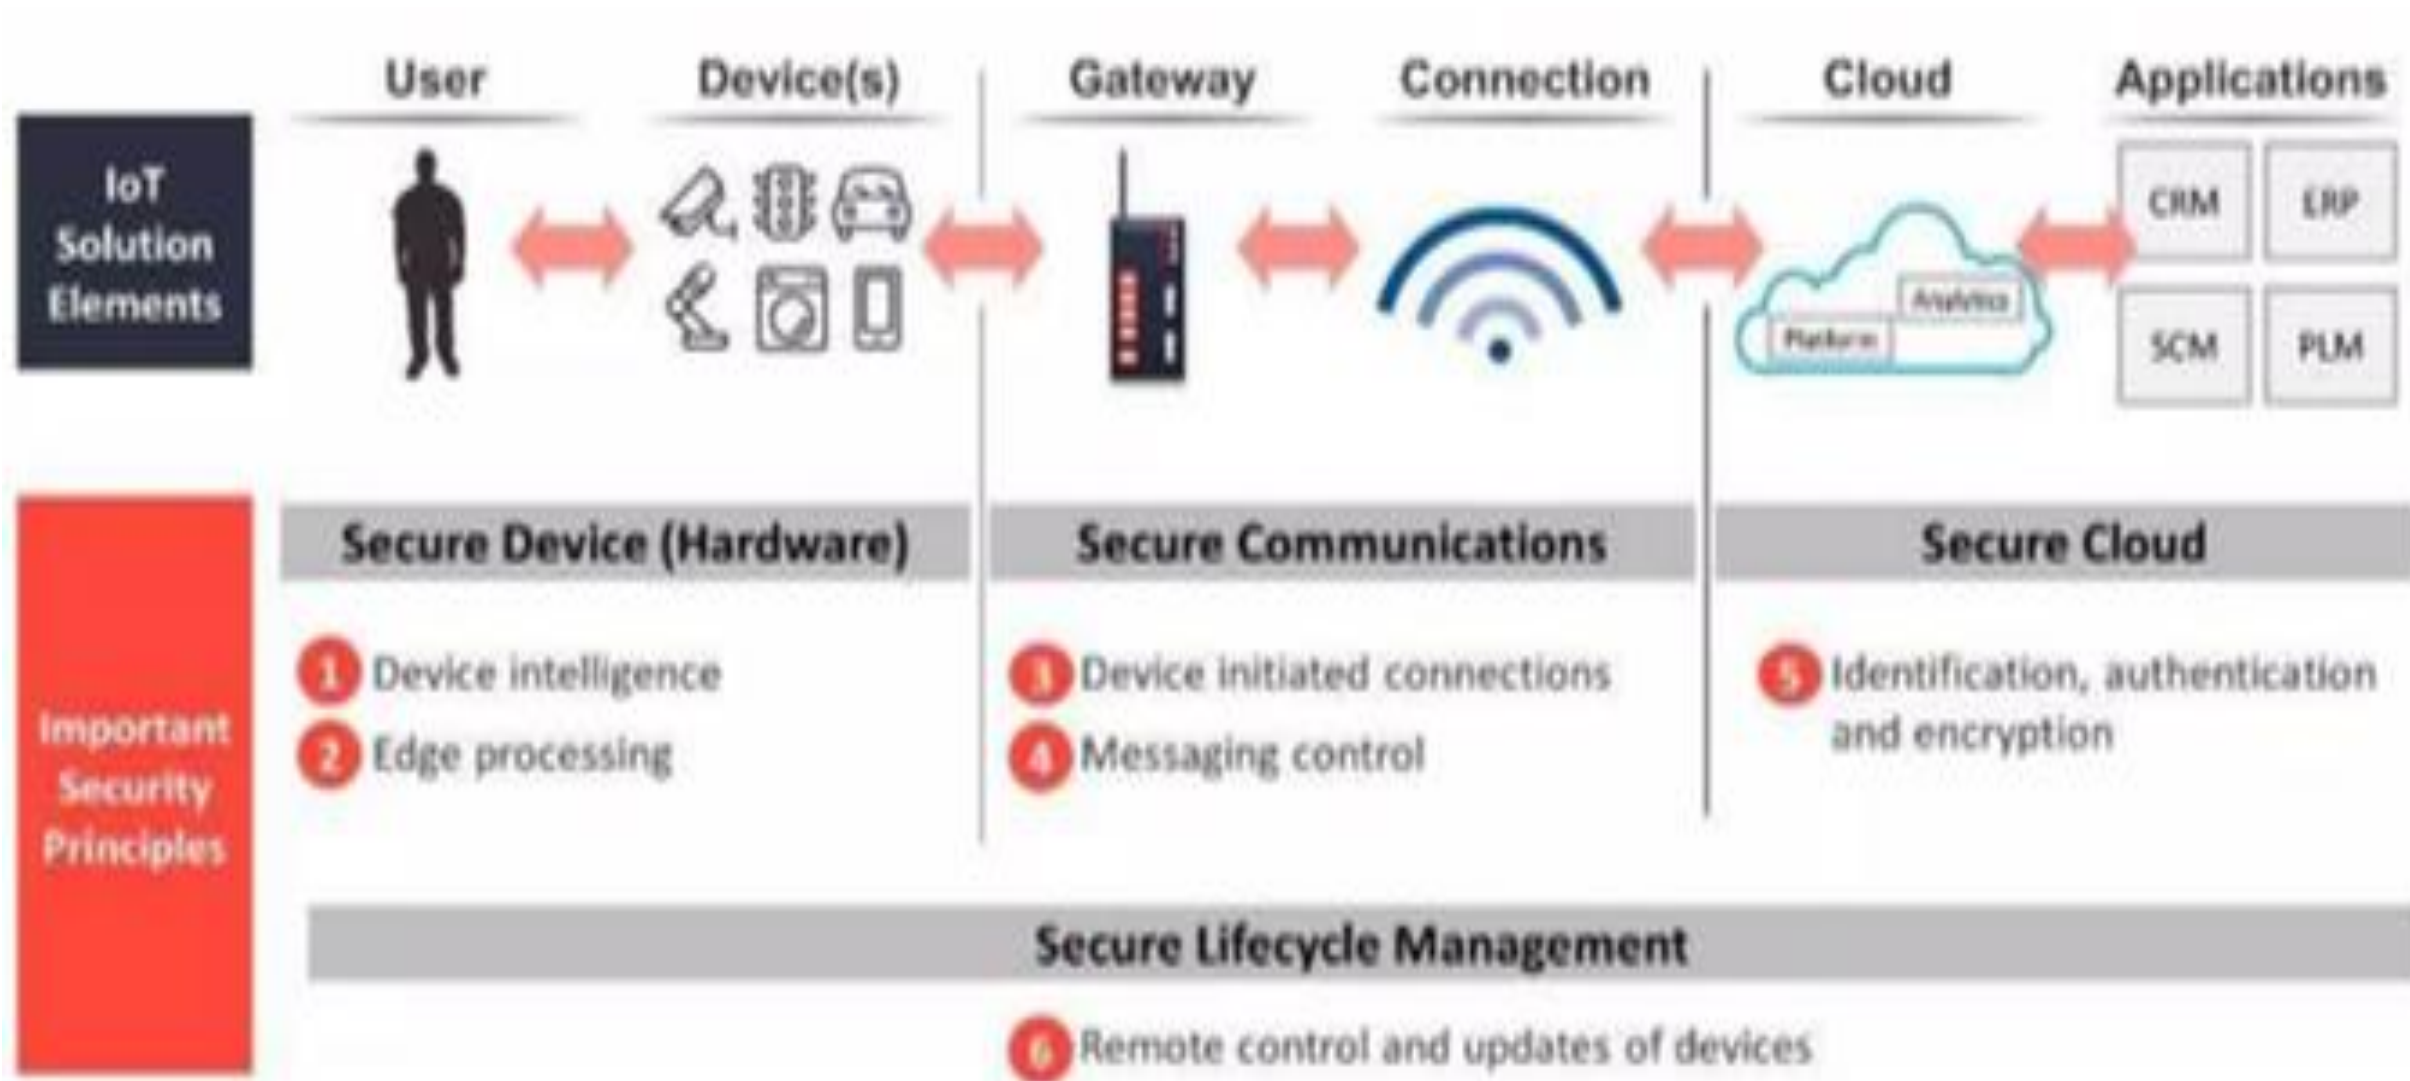 User
Device(s)
Gateway
Connection
Cloud
Applications
IoT
Solution
Elements
CRM
ERP
Analytics
Platform
SCM
PLM
Important
Security
Principles
Secure Device (Hardware)
Secure Communications
Secure Cloud
1 Device intelligence
2 Edge processing
3 Device initiated connections
4 Messaging control
5 Identification, authentication
and encryption
Secure Lifecycle Management
6 Remote control and updates of devices